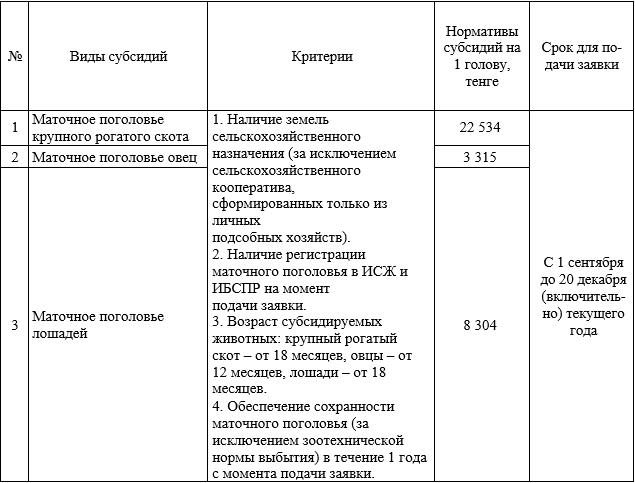 №
Виды субсидий
Критерии
Нормативы
субсидий на
1 голову,
тенге
Срок для по-
дачи заявки
1
Маточное поголовье
крупного рогатого скота
22 534
2
Маточное поголовье овец
3 315
3
Маточное поголовье
лошадей
1. Наличие земель
сельскохозяйственного
назначения (за исключением
сельскохозяйственного
кооператива,
сформированных только из
личных
подсобных хозяйств).
2. Наличие регистрации
маточного поголовья в ИСЖ и
ИБСПР на момент
подачи заявки.
3. Возраст субсидируемых
животных: крупный рогатый
скот – от 18 месяцев, овцы – от
12 месяцев, лошади – от 18
месяцев.
4. Обеспечение сохранности
маточного поголовья (за
исключением зоотехнической
нормы выбытия) в течение 1 года
с момента подачи заявки.
8 304
С 1 сентября
до 20 декабря
(включитель-
но) текущего
года